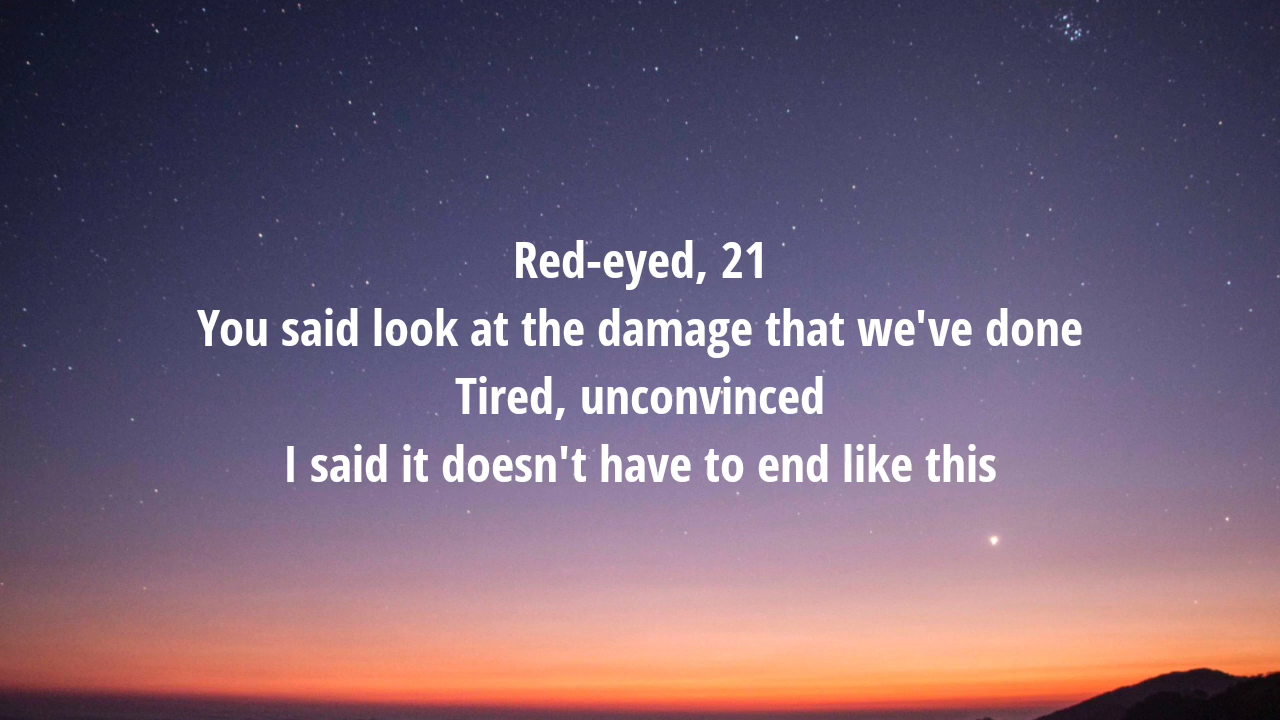 Red-eyed, 21
You said look at the damage that we've done
Tired, unconvinced
I said it doesn't have to end like this